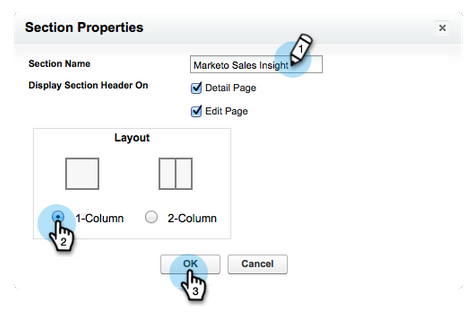 Section Properties
Section Name
Marketo Sales Insight
1
Display Section Header On
Detail Page
Edit Page
Layout
1-Column
2-Column
2
OK
Cancel
3